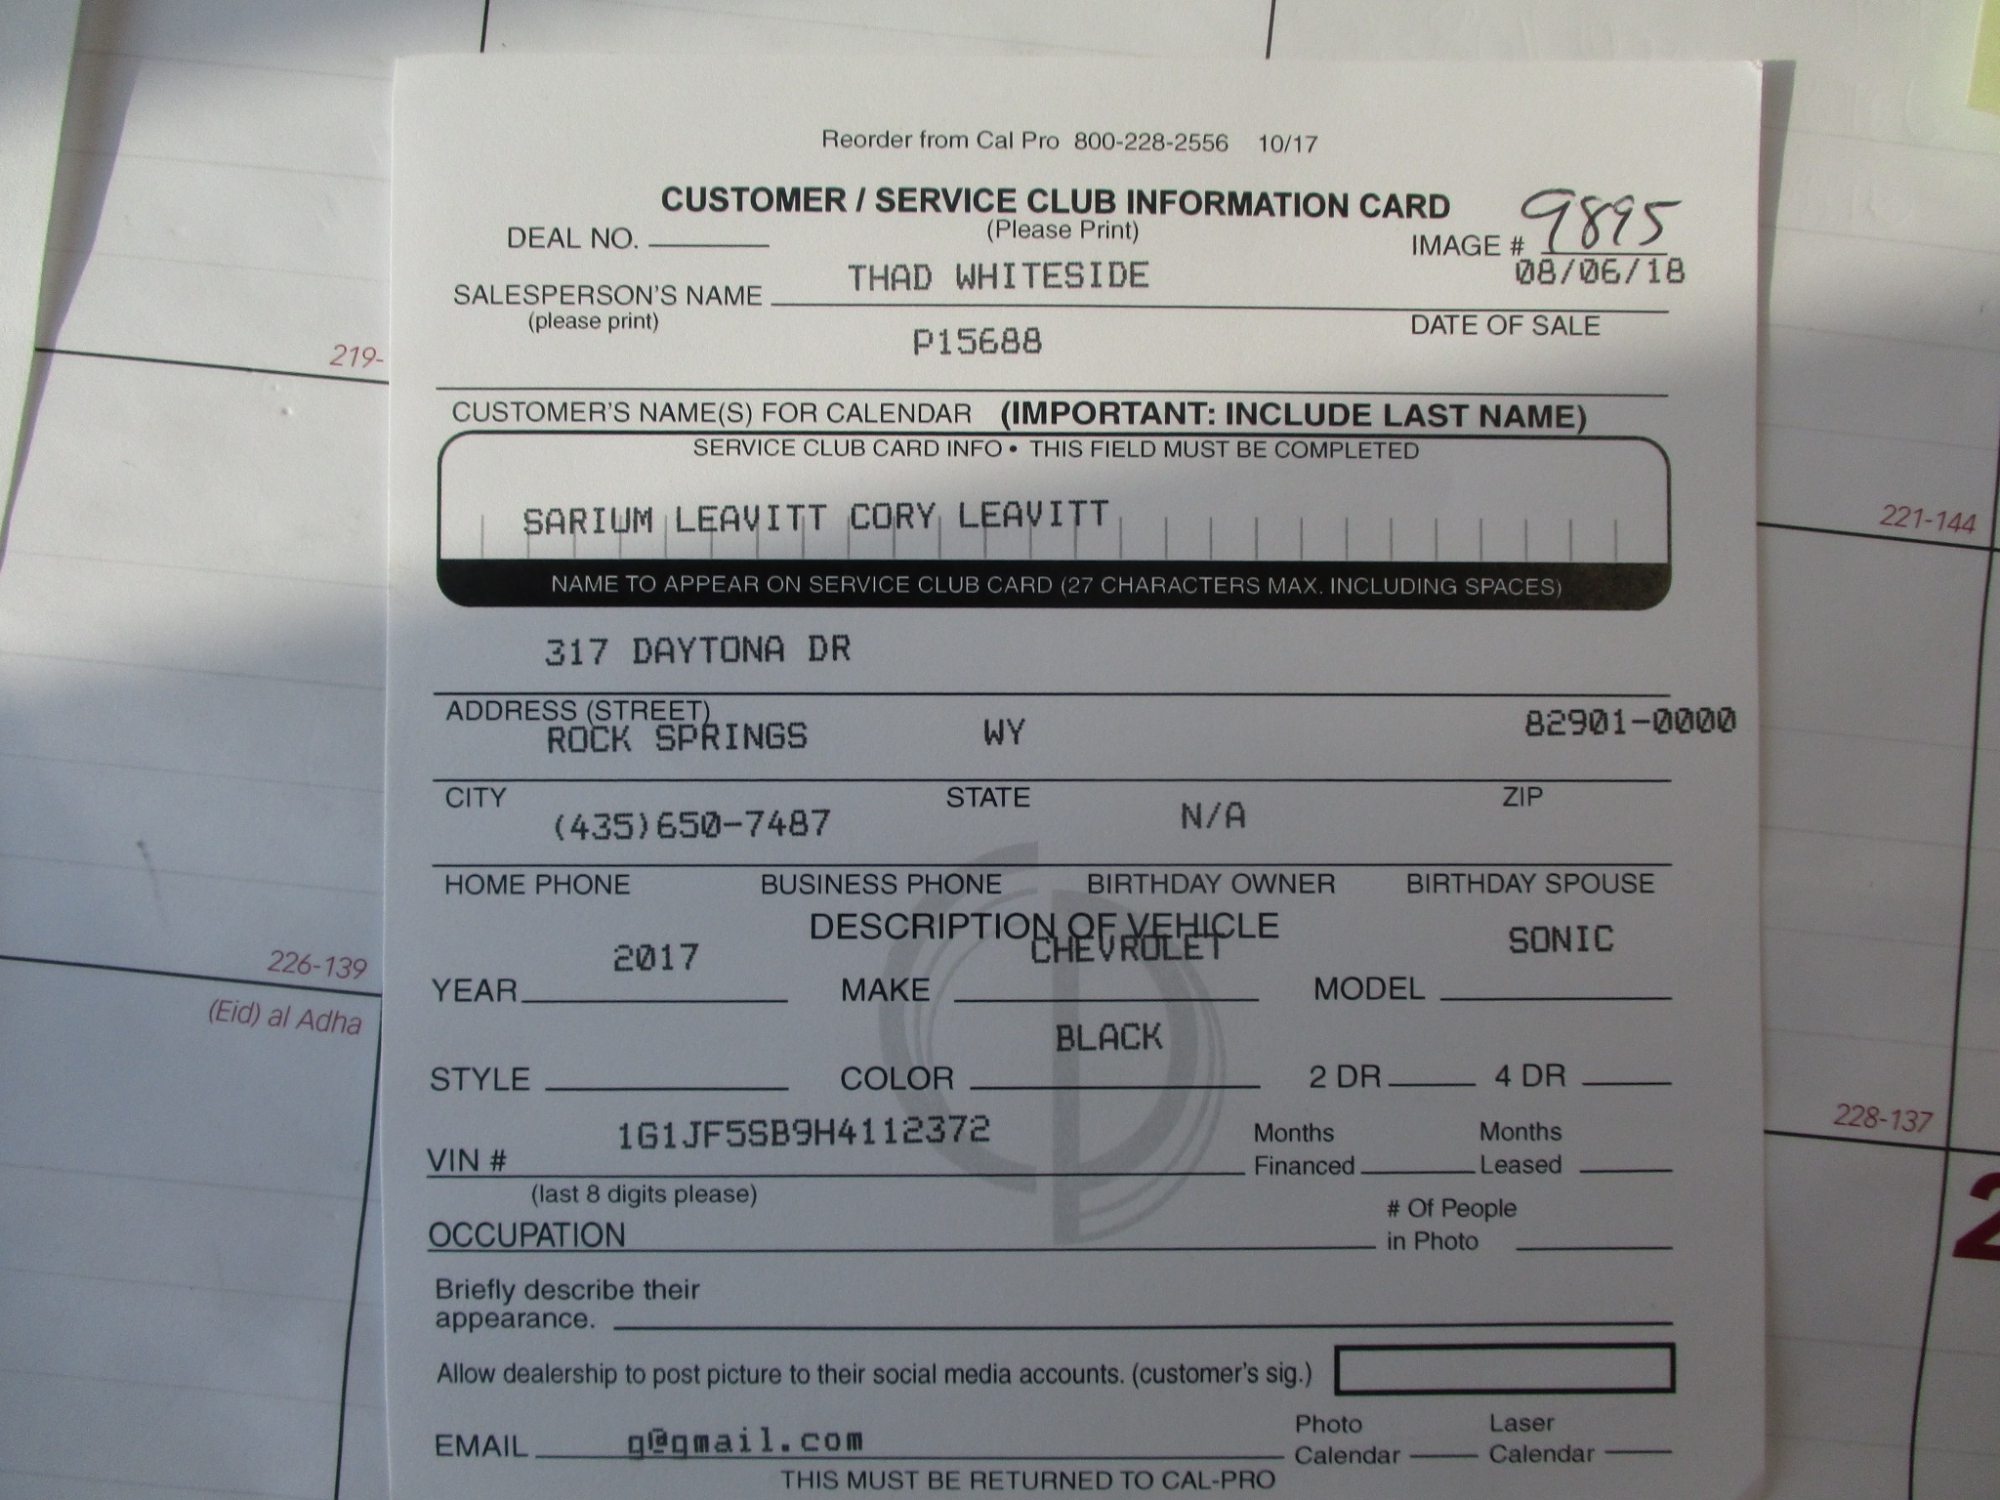 Reorder from Cal Pro 800-228-2556 10/17
CUSTOMER / SERVICE CLUB INFORMATION CARD
(Please Print)
DEAL NO. IMAGE # 9895
THAD WHITESIDE 08/06/18
SALESPERSON'S NAME
(please print) DATE OF SALE
P15688
CUSTOMER'S NAME(S) FOR CALENDAR (IMPORTANT: INCLUDE LAST NAME)
SERVICE CLUB CARD INFO • THIS FIELD MUST BE COMPLETED
SARIUM LEAVITT CORY LEAVITT
NAME TO APPEAR ON SERVICE CLUB CARD (27 CHARACTERS MAX. INCLUDING SPACES)
317 DAYTONA DR
ADDRESS (STREET)
ROCK SPRINGS WY 82901-0000
CITY STATE ZIP
(435)650-7487 N/A
HOME PHONE BUSINESS PHONE BIRTHDAY OWNER BIRTHDAY SPOUSE
DESCRIPTION OF VEHICLE
2017 CHEVROLET SONIC
YEAR MAKE MODEL
BLACK
STYLE COLOR 2 DR 4 DR
1G1JF5SB9H4112372
VIN # Months Financed Months Leased
(last 8 digits please)
OCCUPATION # Of People in Photo
Briefly describe their
appearance.
Allow dealership to post picture to their social media accounts. (customer's sig.)
EMAIL g@gmail.com Photo Calendar Laser Calendar
THIS MUST BE RETURNED TO CAL-PRO
219-
221-144
226-139
(Eid) al Adha
228-137
2